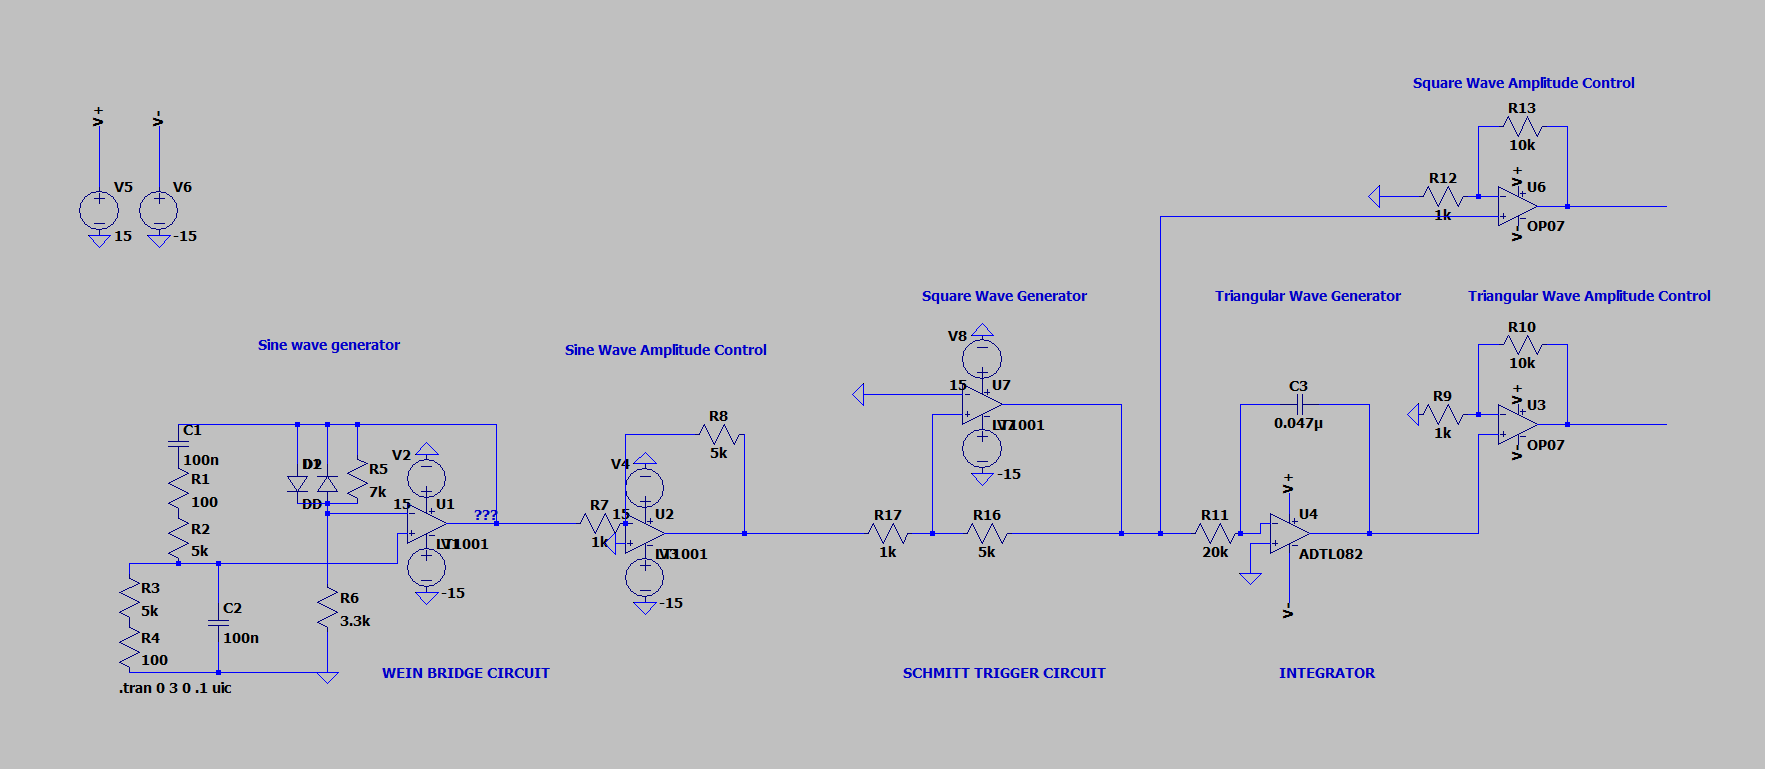 Square Wave Amplitude Control
R13
10k
V+
V-
V+
R12
U6
1k
V5
V6
OP07
V-
15
-15
Square Wave Generator
Triangular Wave Generator
Triangular Wave Amplitude Control
R10
V8
Sine wave generator
Sine Wave Amplitude Control
10k
15
U7
C3
V+
R9
U3
R8
0.047µ
LT1001
C1
1k
OP07
V-
V2
5k
100n
V4
R5
-15
R1
7k
V+
100
15
U1
R7
15
U2
R17
R16
R11
U4
???
R2
1k
1k
5k
20k
ADTL082
5k
LT1001
LT1001
R3
-15
R6
-15
V-
5k
C2
3.3k
R4
100n
100
WEIN BRIDGE CIRCUIT
SCHMITT TRIGGER CIRCUIT
INTEGRATOR
.tran 0 3 0 .1 uic